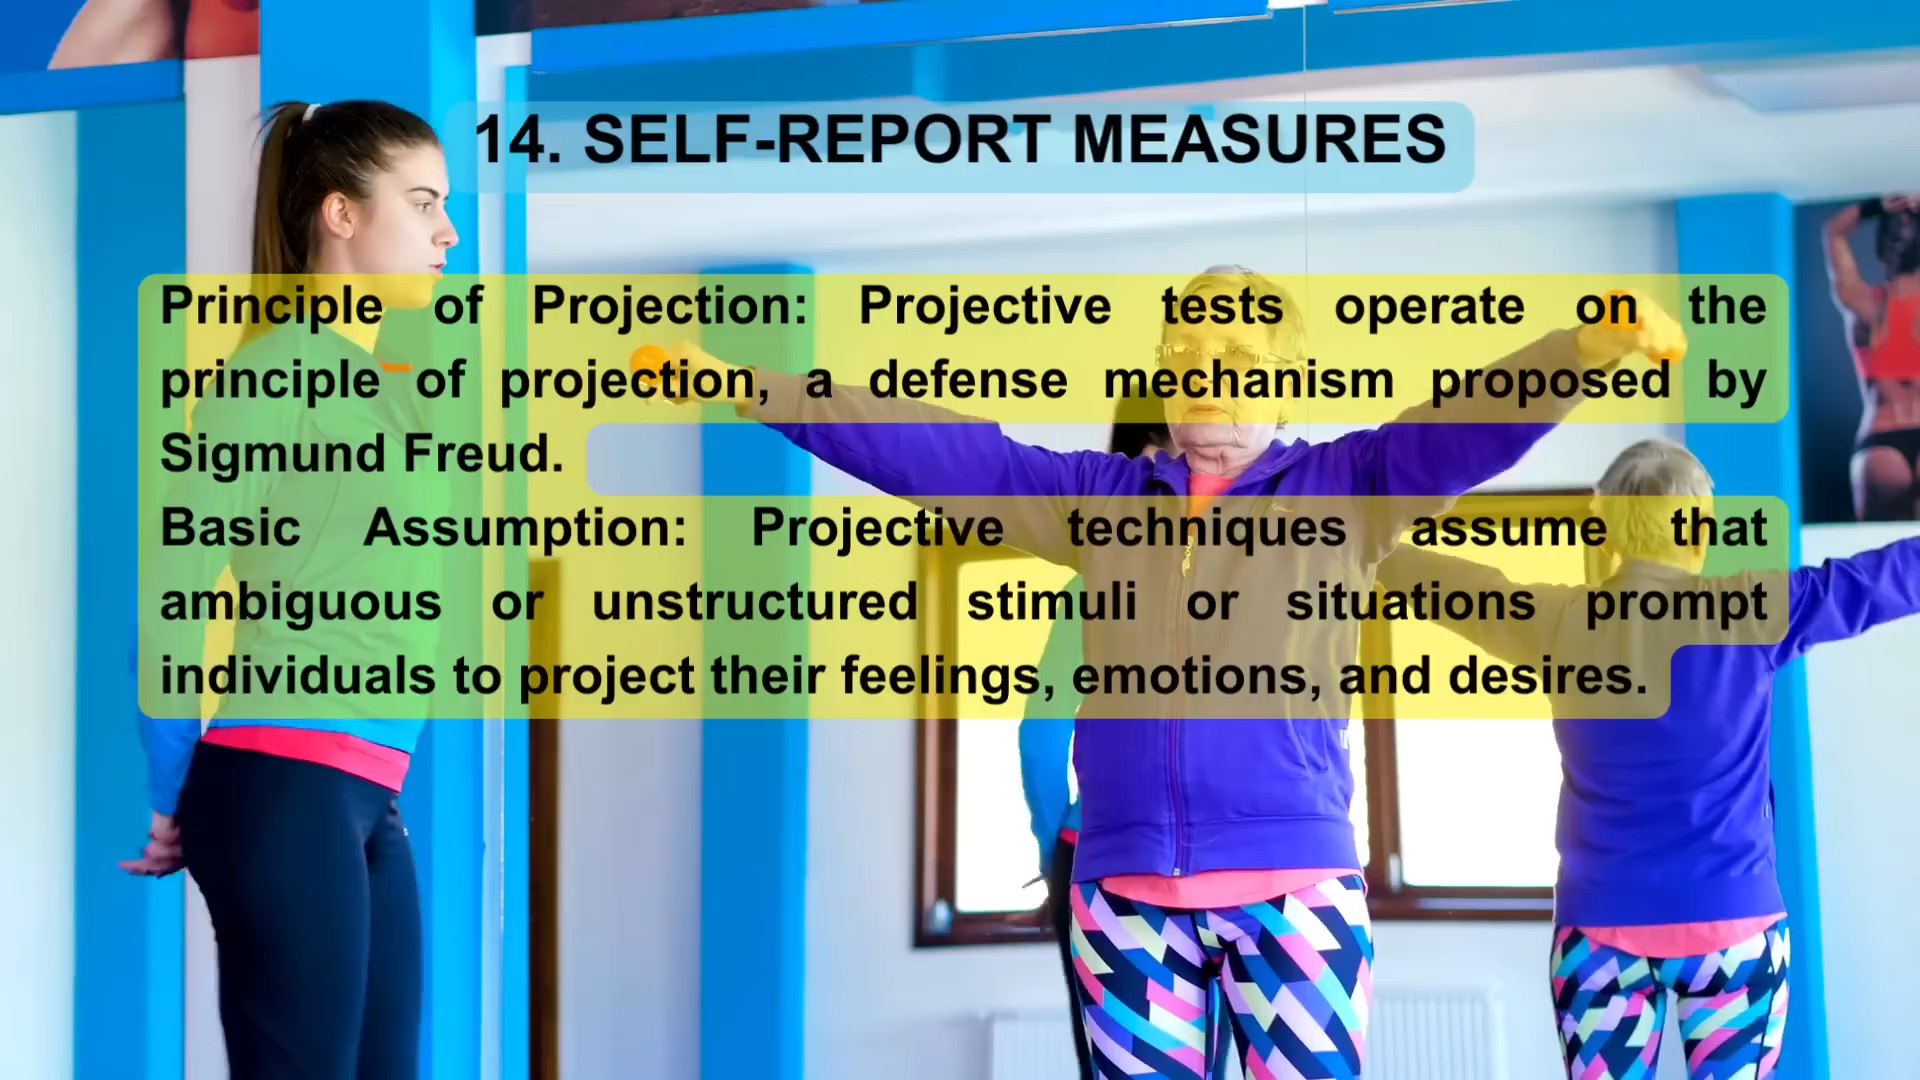 14. SELF-REPORT MEASURES
Principle of Projection: Projective tests operate on the
principle of projection, a defense mechanism proposed by
Sigmund Freud.
Basic Assumption: Projective techniques assume that
ambiguous or unstructured stimuli or situations prompt
individuals to project their feelings, emotions, and desires.